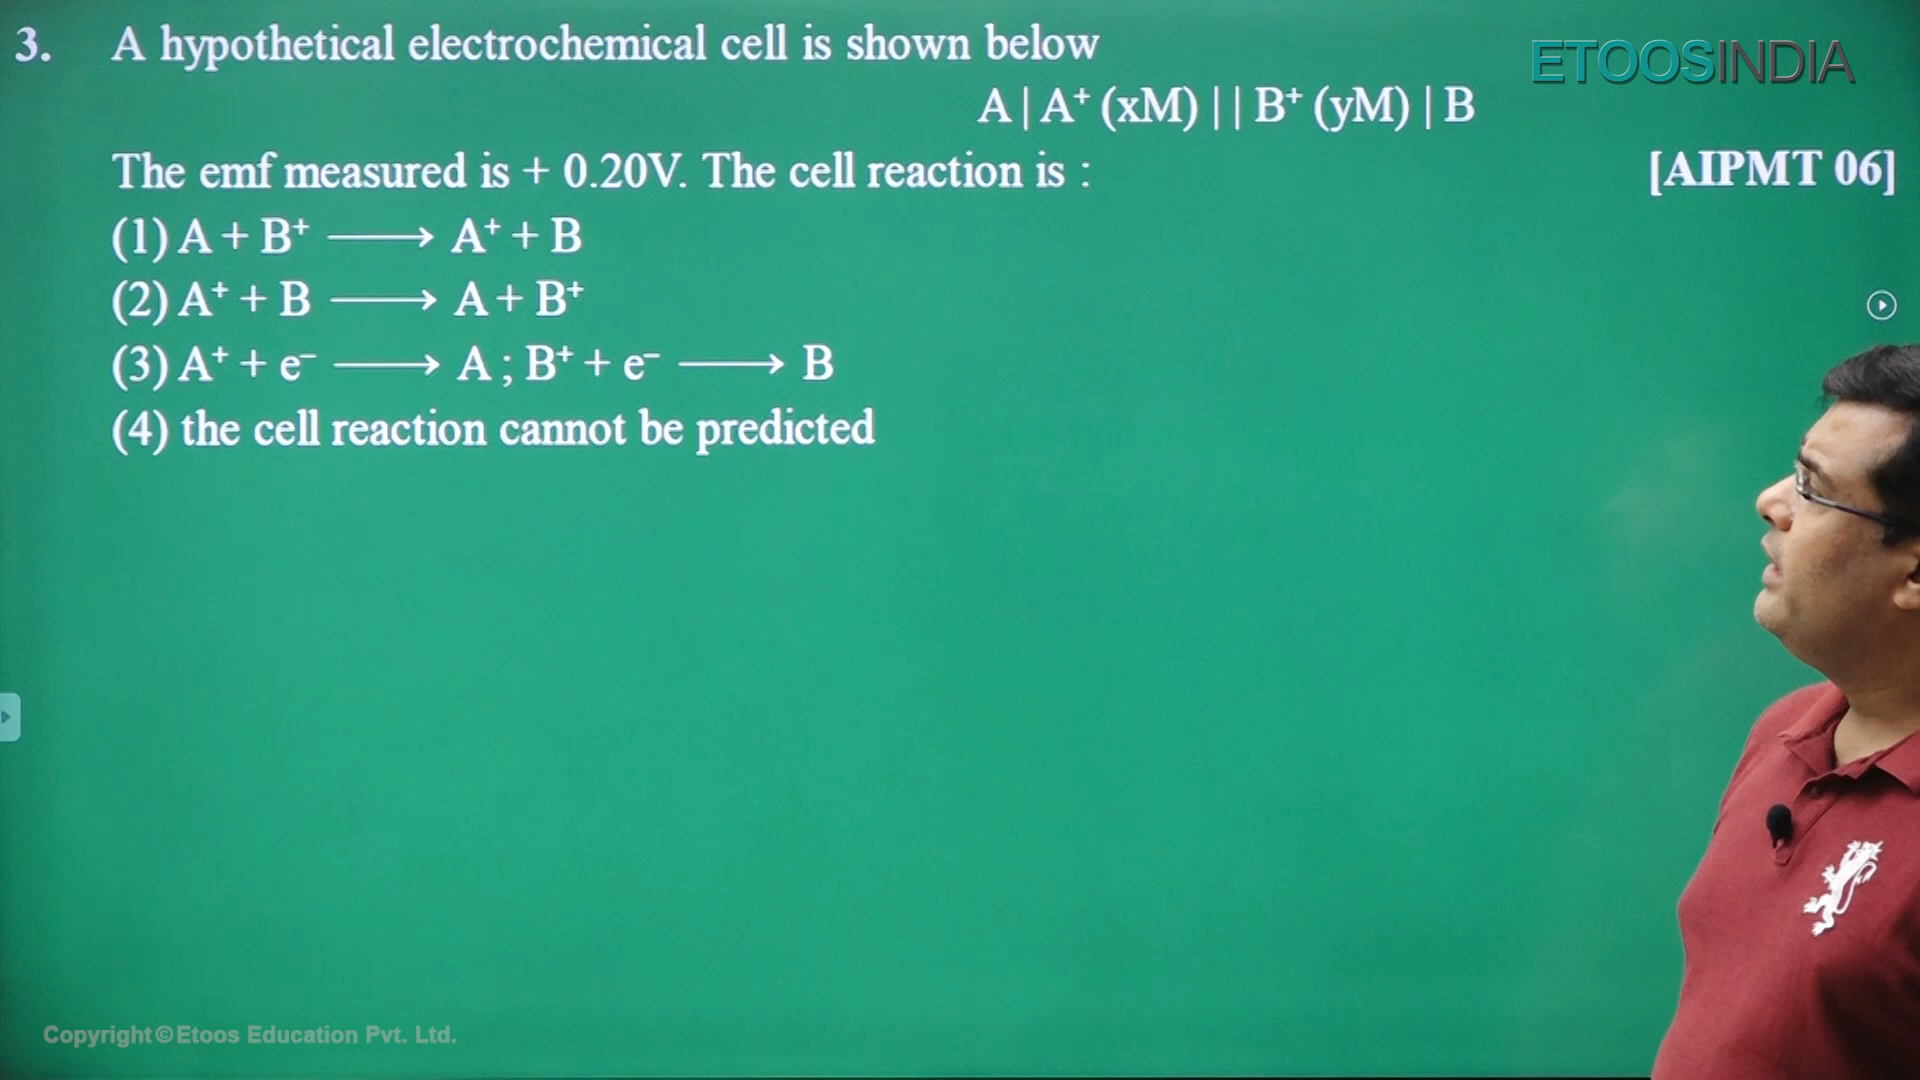 3. A hypothetical electrochemical cell is shown below
ETOOSINDIA
A | A⁺ (xM) | | B⁺ (yM) | B
The emf measured is + 0.20V. The cell reaction is : [AIPMT 06]
(1) A + B⁺ ⟶ A⁺ + B
(2) A⁺ + B ⟶ A + B⁺
(3) A⁺ + e⁻ ⟶ A ; B⁺ + e⁻ ⟶ B
(4) the cell reaction cannot be predicted
Copyright © Etoos Education Pvt. Ltd.